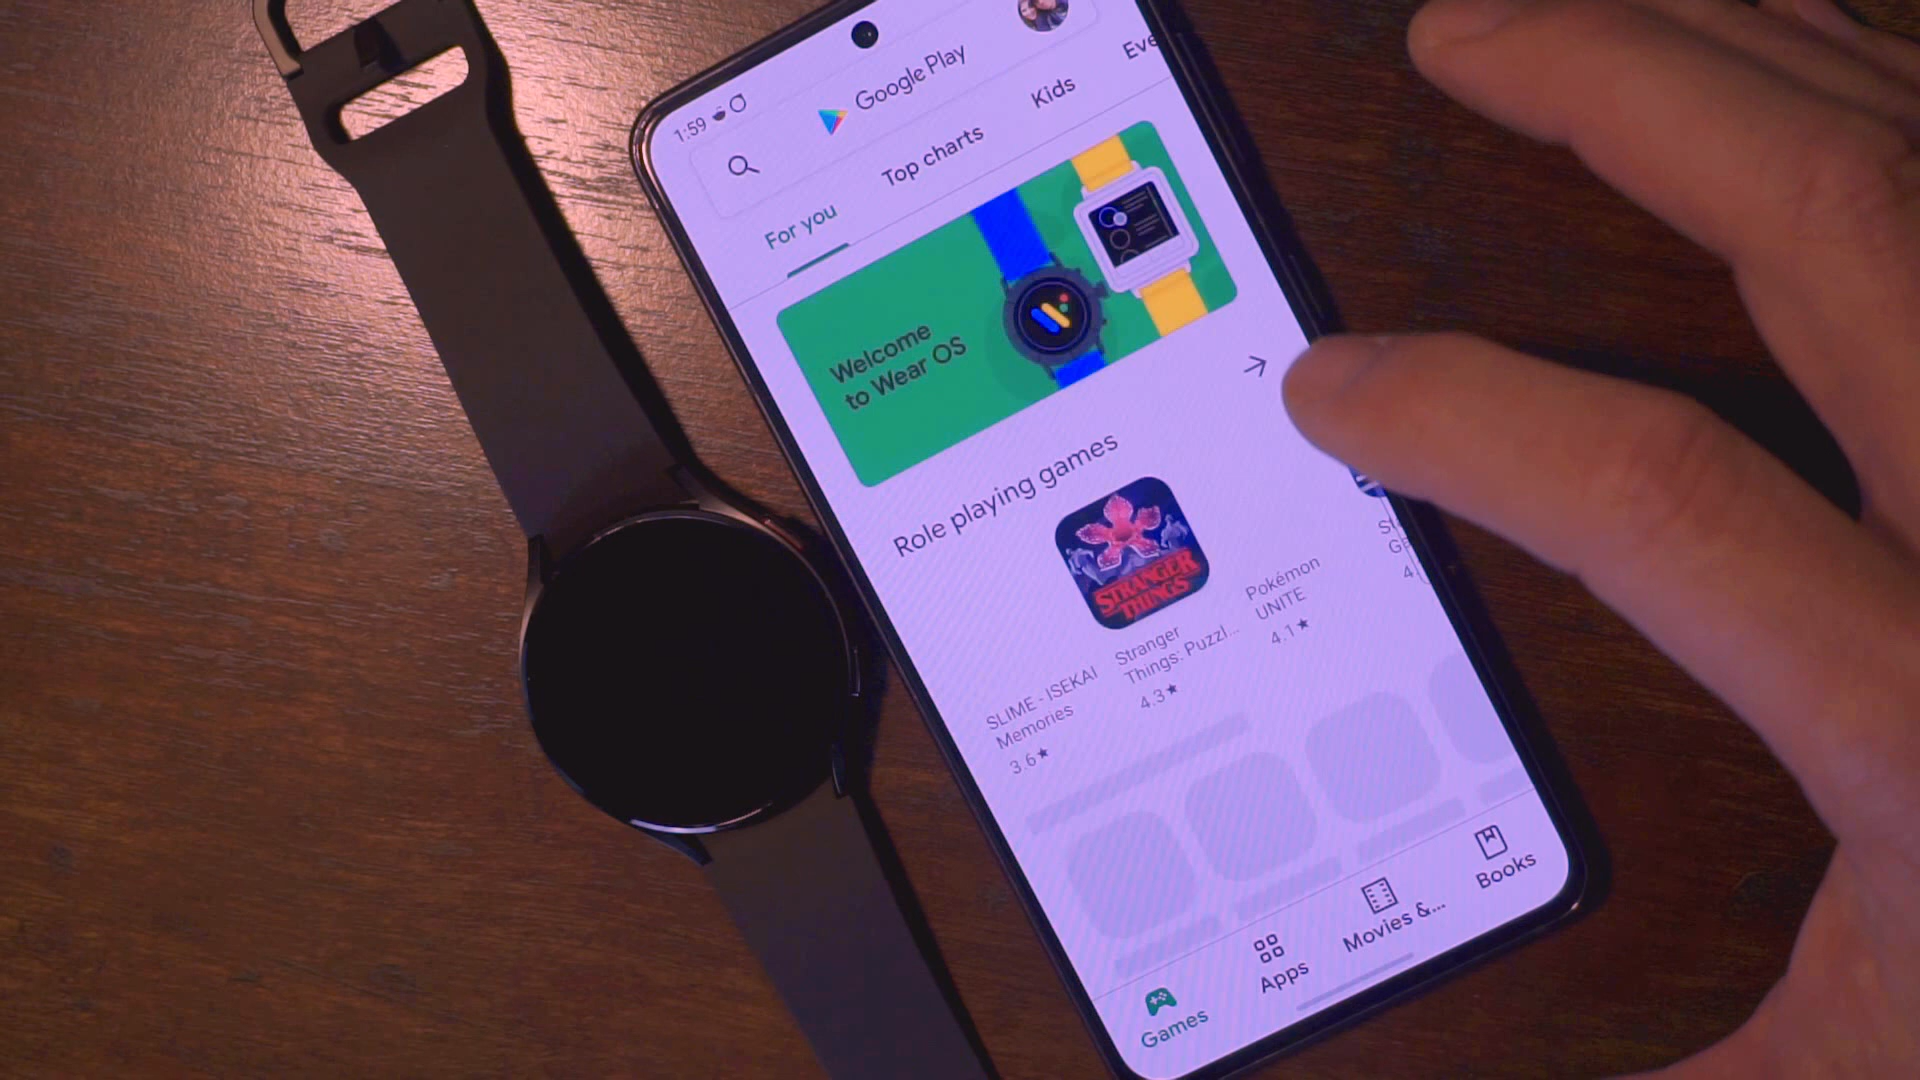 1:59
Google Play
For you
Top charts
Kids
Eve
Welcome
to Wear OS
Role playing games
STRANGER
THINGS
SLIME - ISEKAI
Memories
3.6★
Stranger
Things: Puzzl...
4.3★
Pokémon
UNITE
4.1★
Games
Apps
Movies &...
Books